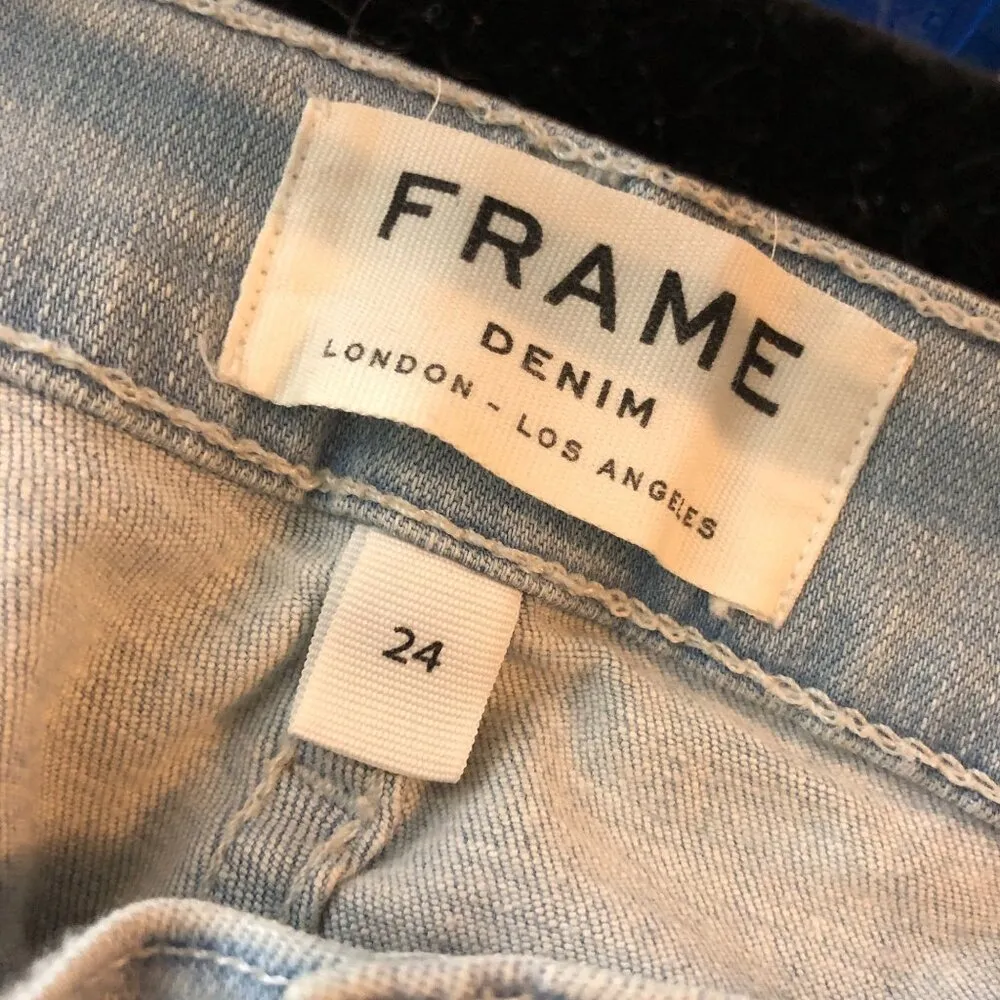 FRAME
DENIM
LONDON - LOS ANGELES
24